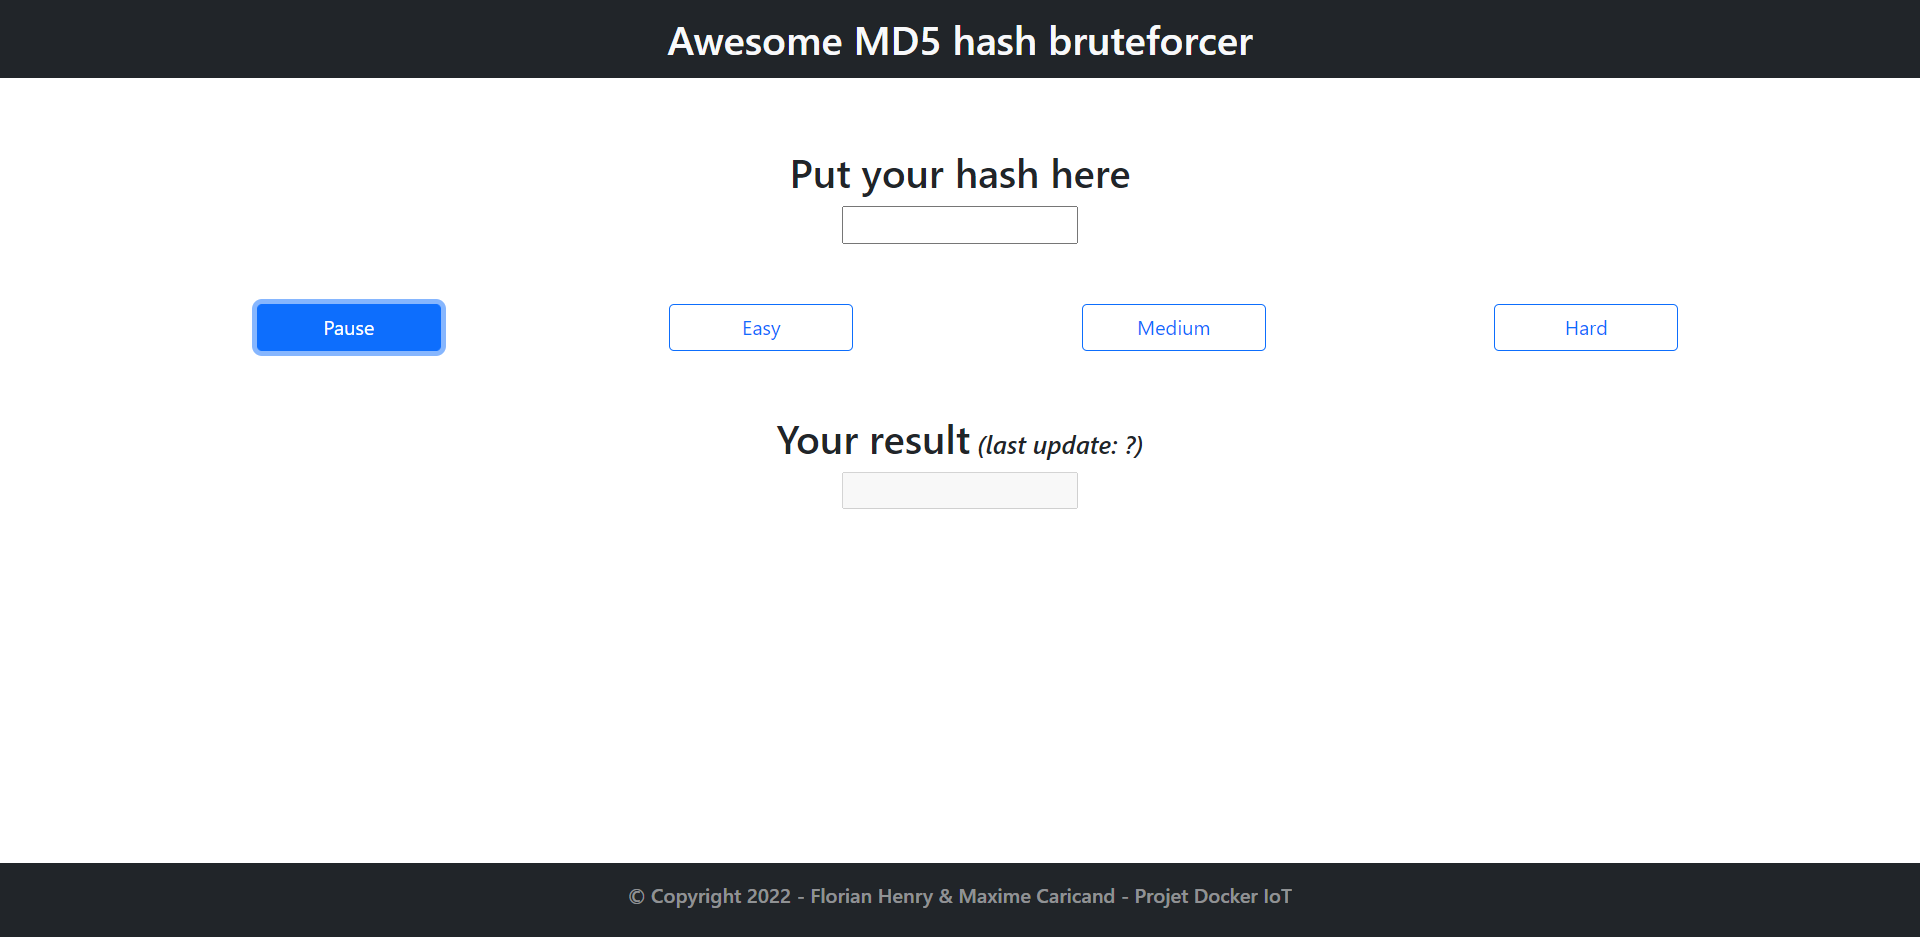 Awesome MD5 hash bruteforcer
Put your hash here
Pause
Easy
Medium
Hard
Your result (last update: ?)
© Copyright 2022 - Florian Henry & Maxime Caricand - Projet Docker IoT